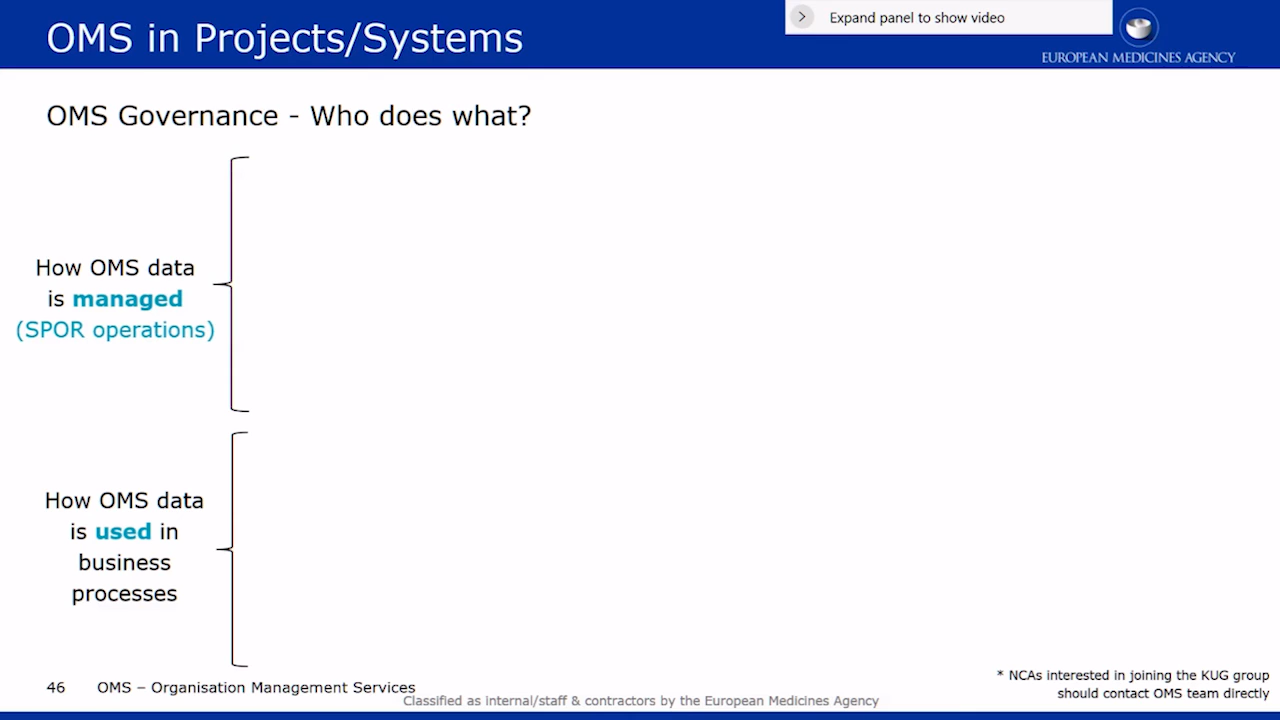 OMS in Projects/Systems
Expand panel to show video
EUROPEAN MEDICINES AGENCY
OMS Governance - Who does what?
How OMS data
is managed
(SPOR operations)
How OMS data
is used in
business
processes
46 OMS – Organisation Management Services
Classified as internal/staff & contractors by the European Medicines Agency
* NCAs interested in joining the KUG group
should contact OMS team directly